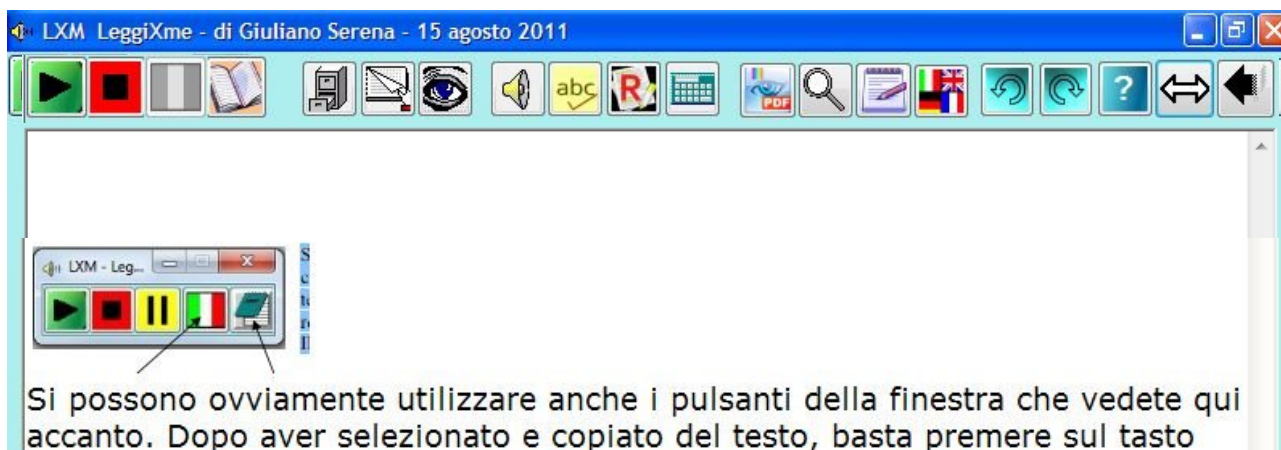 LXM LeggiXme - di Giuliano Serena - 15 agosto 2011
abc R PDF ?
LXM - Leg...
Si possono ovviamente utilizzare anche i pulsanti della finestra che vedete qui
accanto. Dopo aver selezionato e copiato del testo, basta premere sul tasto